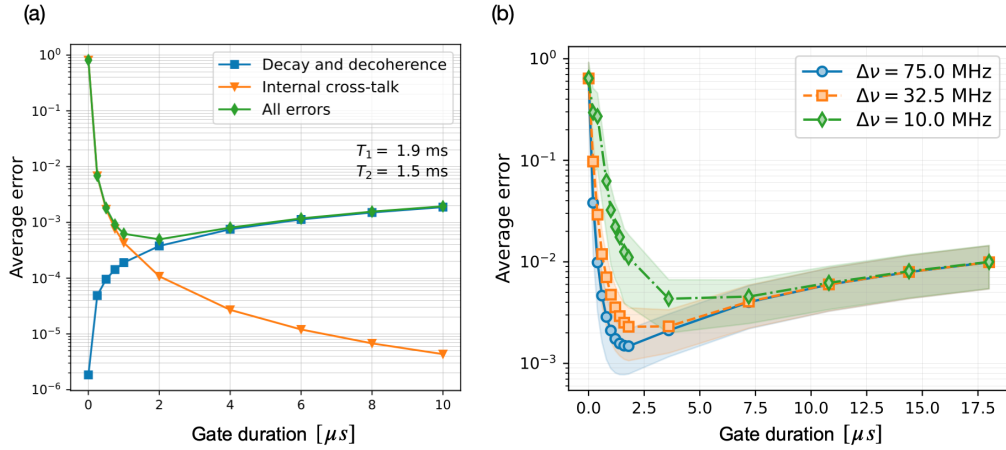 (a)
Average error
10⁰
10⁻¹
10⁻²
10⁻³
10⁻⁴
10⁻⁵
10⁻⁶
Decay and decoherence
Internal cross-talk
All errors
T₁ = 1.9 ms
T₂ = 1.5 ms
0 2 4 6 8 10
Gate duration [μs]
(b)
Average error
10⁰
10⁻¹
10⁻²
10⁻³
Δν = 75.0 MHz
Δν = 32.5 MHz
Δν = 10.0 MHz
0.0 2.5 5.0 7.5 10.0 12.5 15.0 17.5
Gate duration [μs]